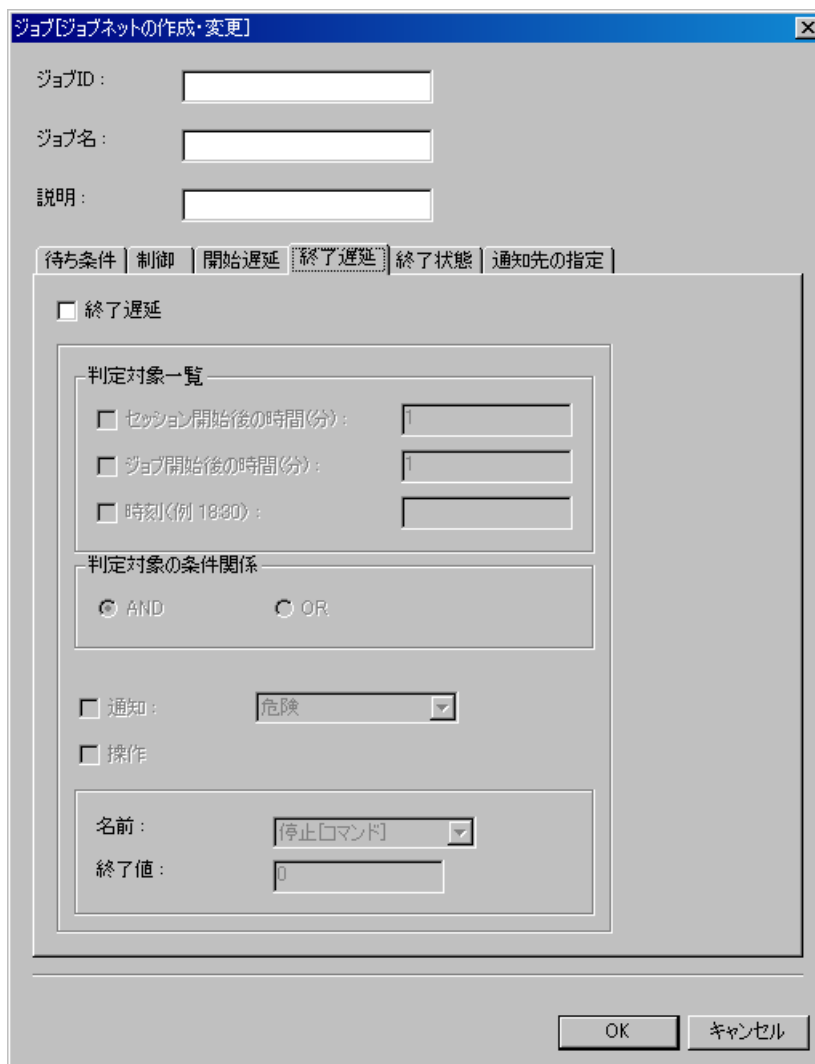 ジョブ[ジョブネットの作成・変更]
ジョブID :
ジョブ名 :
説明 :
待ち条件 制御 開始遅延 終了遅延 終了状態 通知先の指定
終了遅延
判定対象一覧
セッション開始後の時間(分) : 1
ジョブ開始後の時間(分) : 1
時刻(例 18:30) :
判定対象の条件関係
AND OR
通知 : 危険
操作
名前 : 停止[コマンド]
終了値 : 0
OK キャンセル